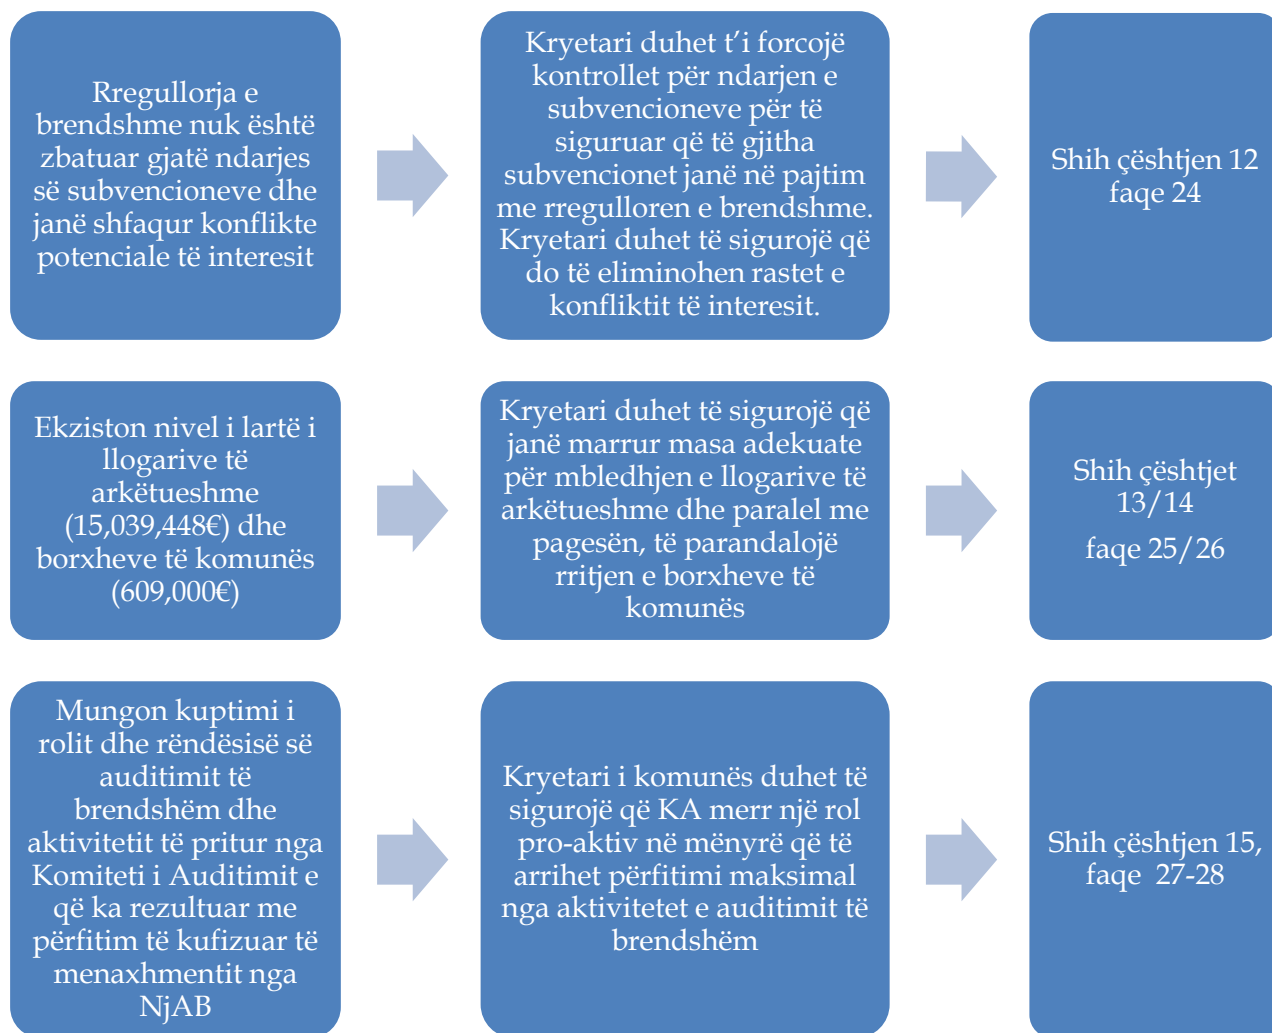 Rregullorja e
brendshme nuk është
zbatuar gjatë ndarjes
së subvencioneve dhe
janë shfaqur konflikte
potenciale të interesit
Kryetari duhet t’i forcojë
kontrollet për ndarjen e
subvencioneve për të
siguruar që të gjitha
subvencionet janë në pajtim
me rregulloren e brendshme.
Kryetari duhet të sigurojë që
do të eliminohen rastet e
konfliktit të interesit.
Shih çështjen 12
faqe 24
Ekziston nivel i lartë i
llogarive të
arkëtueshme
(15,039,448€) dhe
borxheve të komunës
(609,000€)
Kryetari duhet të sigurojë që
janë marrur masa adekuate
për mbledhjen e llogarive të
arkëtueshme dhe paralel me
pagesën, të parandalojë
rritjen e borxheve të
komunës
Shih çështjet
13/14
faqe 25/26
Mungon kuptimi i
rolit dhe rëndësisë së
auditimit të
brendshëm dhe
aktivitetit të pritur nga
Komiteti i Auditimit e
që ka rezultuar me
përfitim të kufizuar të
menaxhmentit nga
NjAB
Kryetari i komunës duhet të
sigurojë që KA merr një rol
pro-aktiv në mënyrë që të
arrihet përfitimi maksimal
nga aktivitetet e auditimit të
brendshëm
Shih çështjen 15,
faqe 27-28